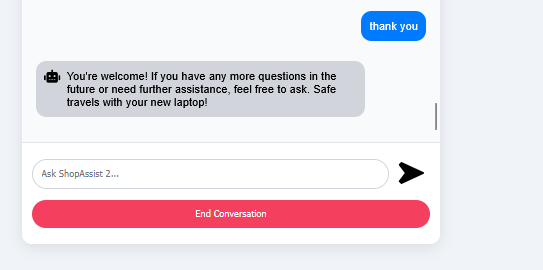 thank you
You're welcome! If you have any more questions in the
future or need further assistance, feel free to ask. Safe
travels with your new laptop!
Ask ShopAssist 2...
End Conversation